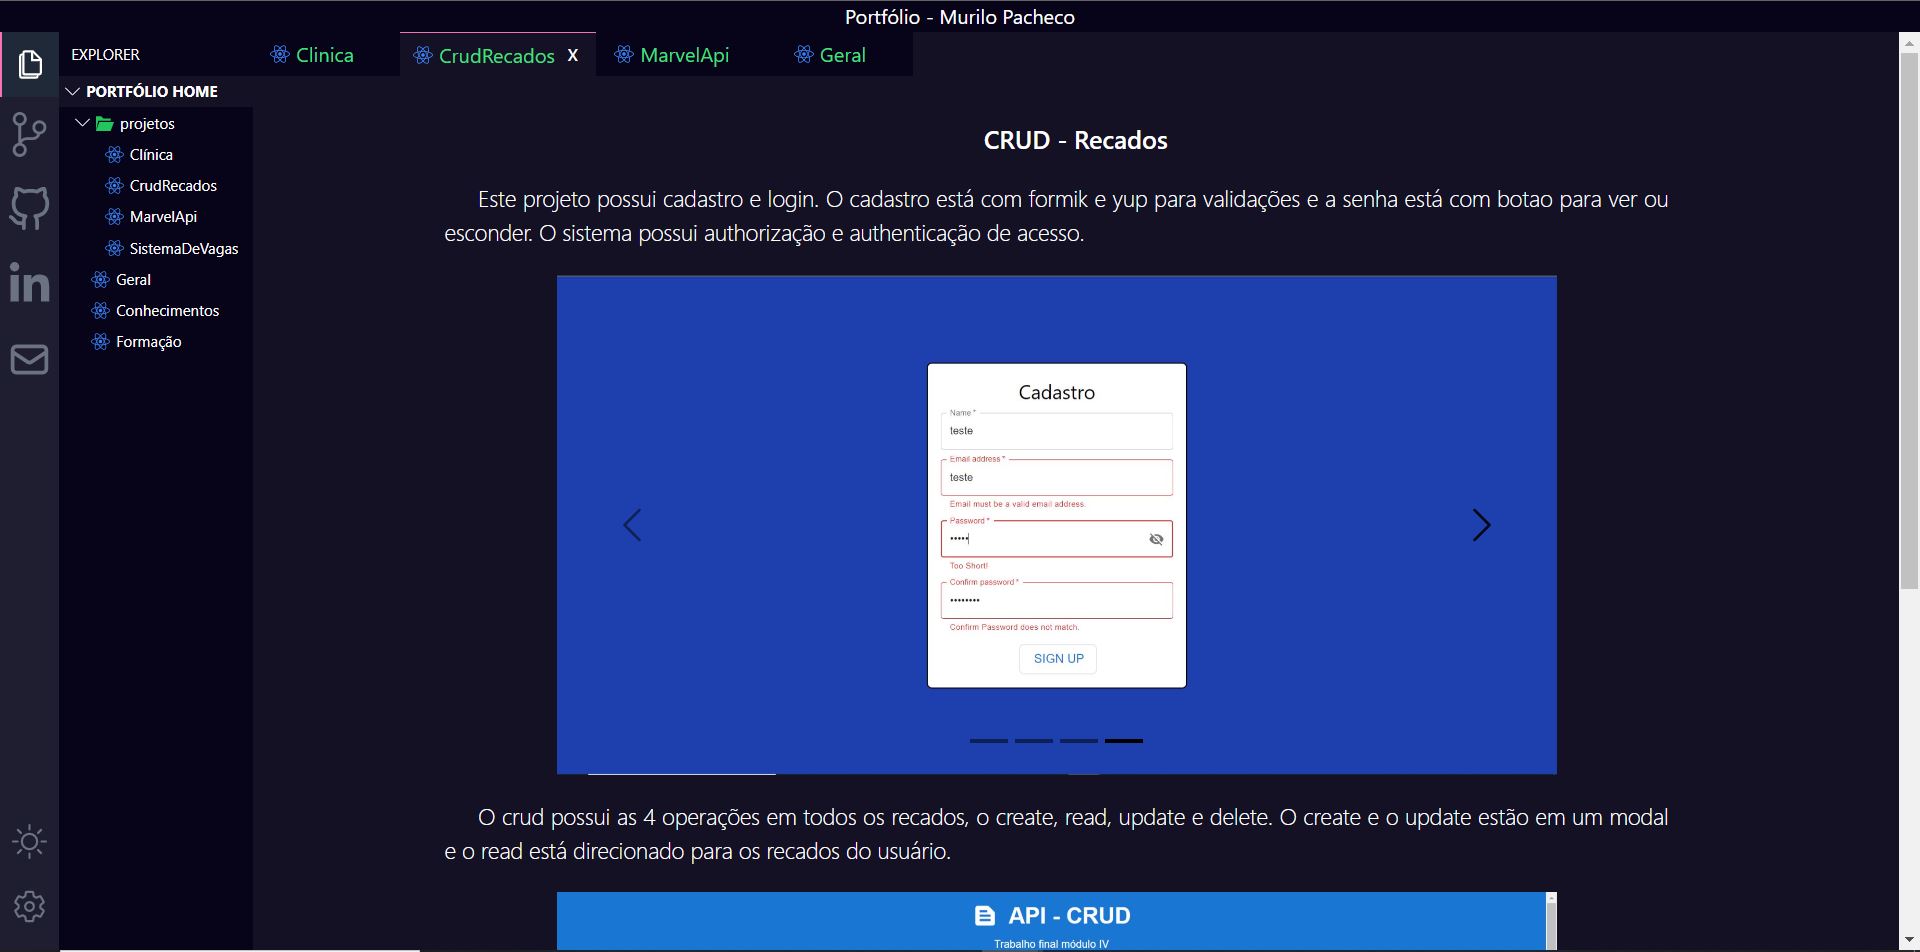 Portfólio - Murilo Pacheco
EXPLORER
Clinica
CrudRecados X
MarvelApi
Geral
PORTFÓLIO HOME
projetos
Clínica
CrudRecados
MarvelApi
SistemaDeVagas
Geral
Conhecimentos
Formação
in
CRUD - Recados
Este projeto possui cadastro e login. O cadastro está com formik e yup para validações e a senha está com botao para ver ou
esconder. O sistema possui authorização e authenticação de acesso.
Cadastro
Name *
teste
Email address *
teste
Email must be a valid email address.
Password *
•••••
Too Short!
Confirm password *
••••••••
Confirm Password does not match.
SIGN UP
O crud possui as 4 operações em todos os recados, o create, read, update e delete. O create e o update estão em um modal
e o read está direcionado para os recados do usuário.
API - CRUD
Trabalho final módulo IV